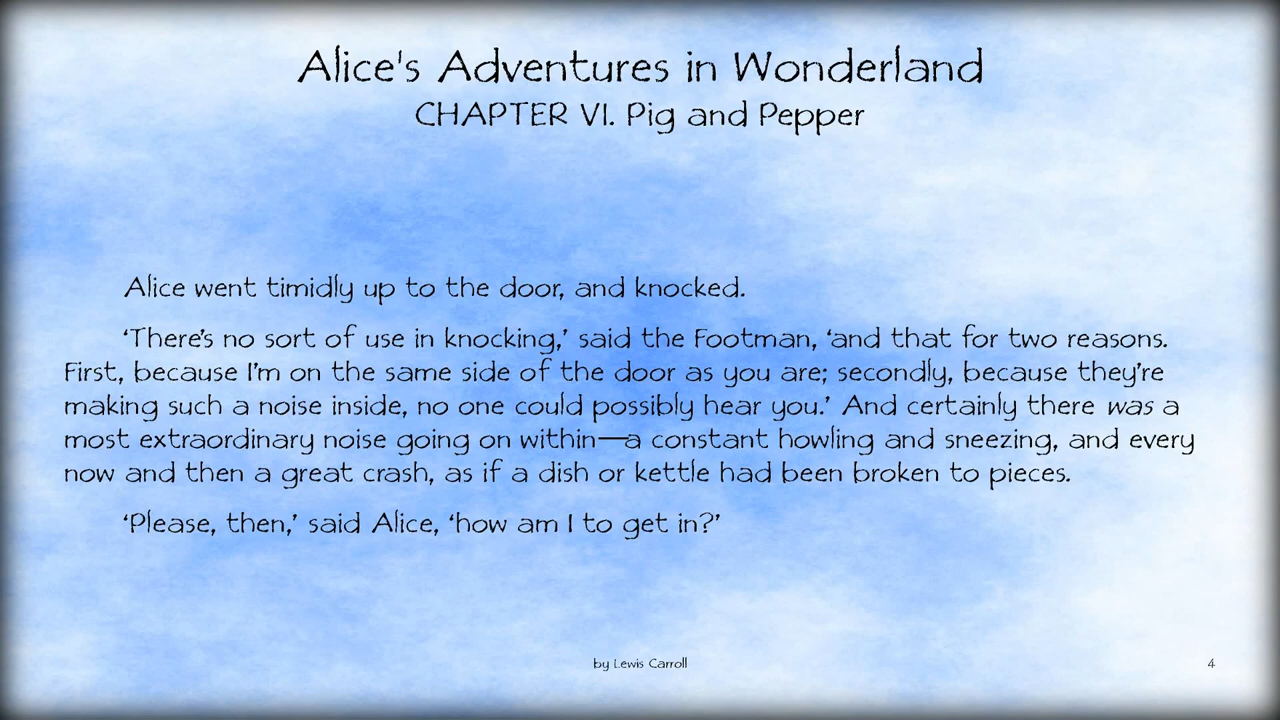 Alice's Adventures in Wonderland
CHAPTER VI. Pig and Pepper
Alice went timidly up to the door, and knocked.
‘There’s no sort of use in knocking,’ said the Footman, ‘and that for two reasons.
First, because I’m on the same side of the door as you are; secondly, because they’re
making such a noise inside, no one could possibly hear you.’ And certainly there was a
most extraordinary noise going on within—a constant howling and sneezing, and every
now and then a great crash, as if a dish or kettle had been broken to pieces.
‘Please, then,’ said Alice, ‘how am I to get in?’
by Lewis Carroll
4